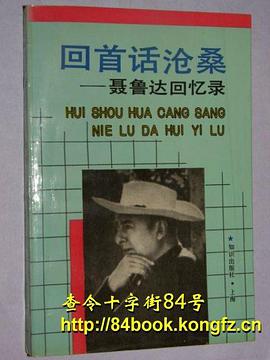 回首话沧桑
——聂鲁达回忆录
HUI SHOU HUA CANG SANG
NIE LU DA HUI YI LU
★知识出版社·上海
查令十字街84号
http://84book.kongfz.cn